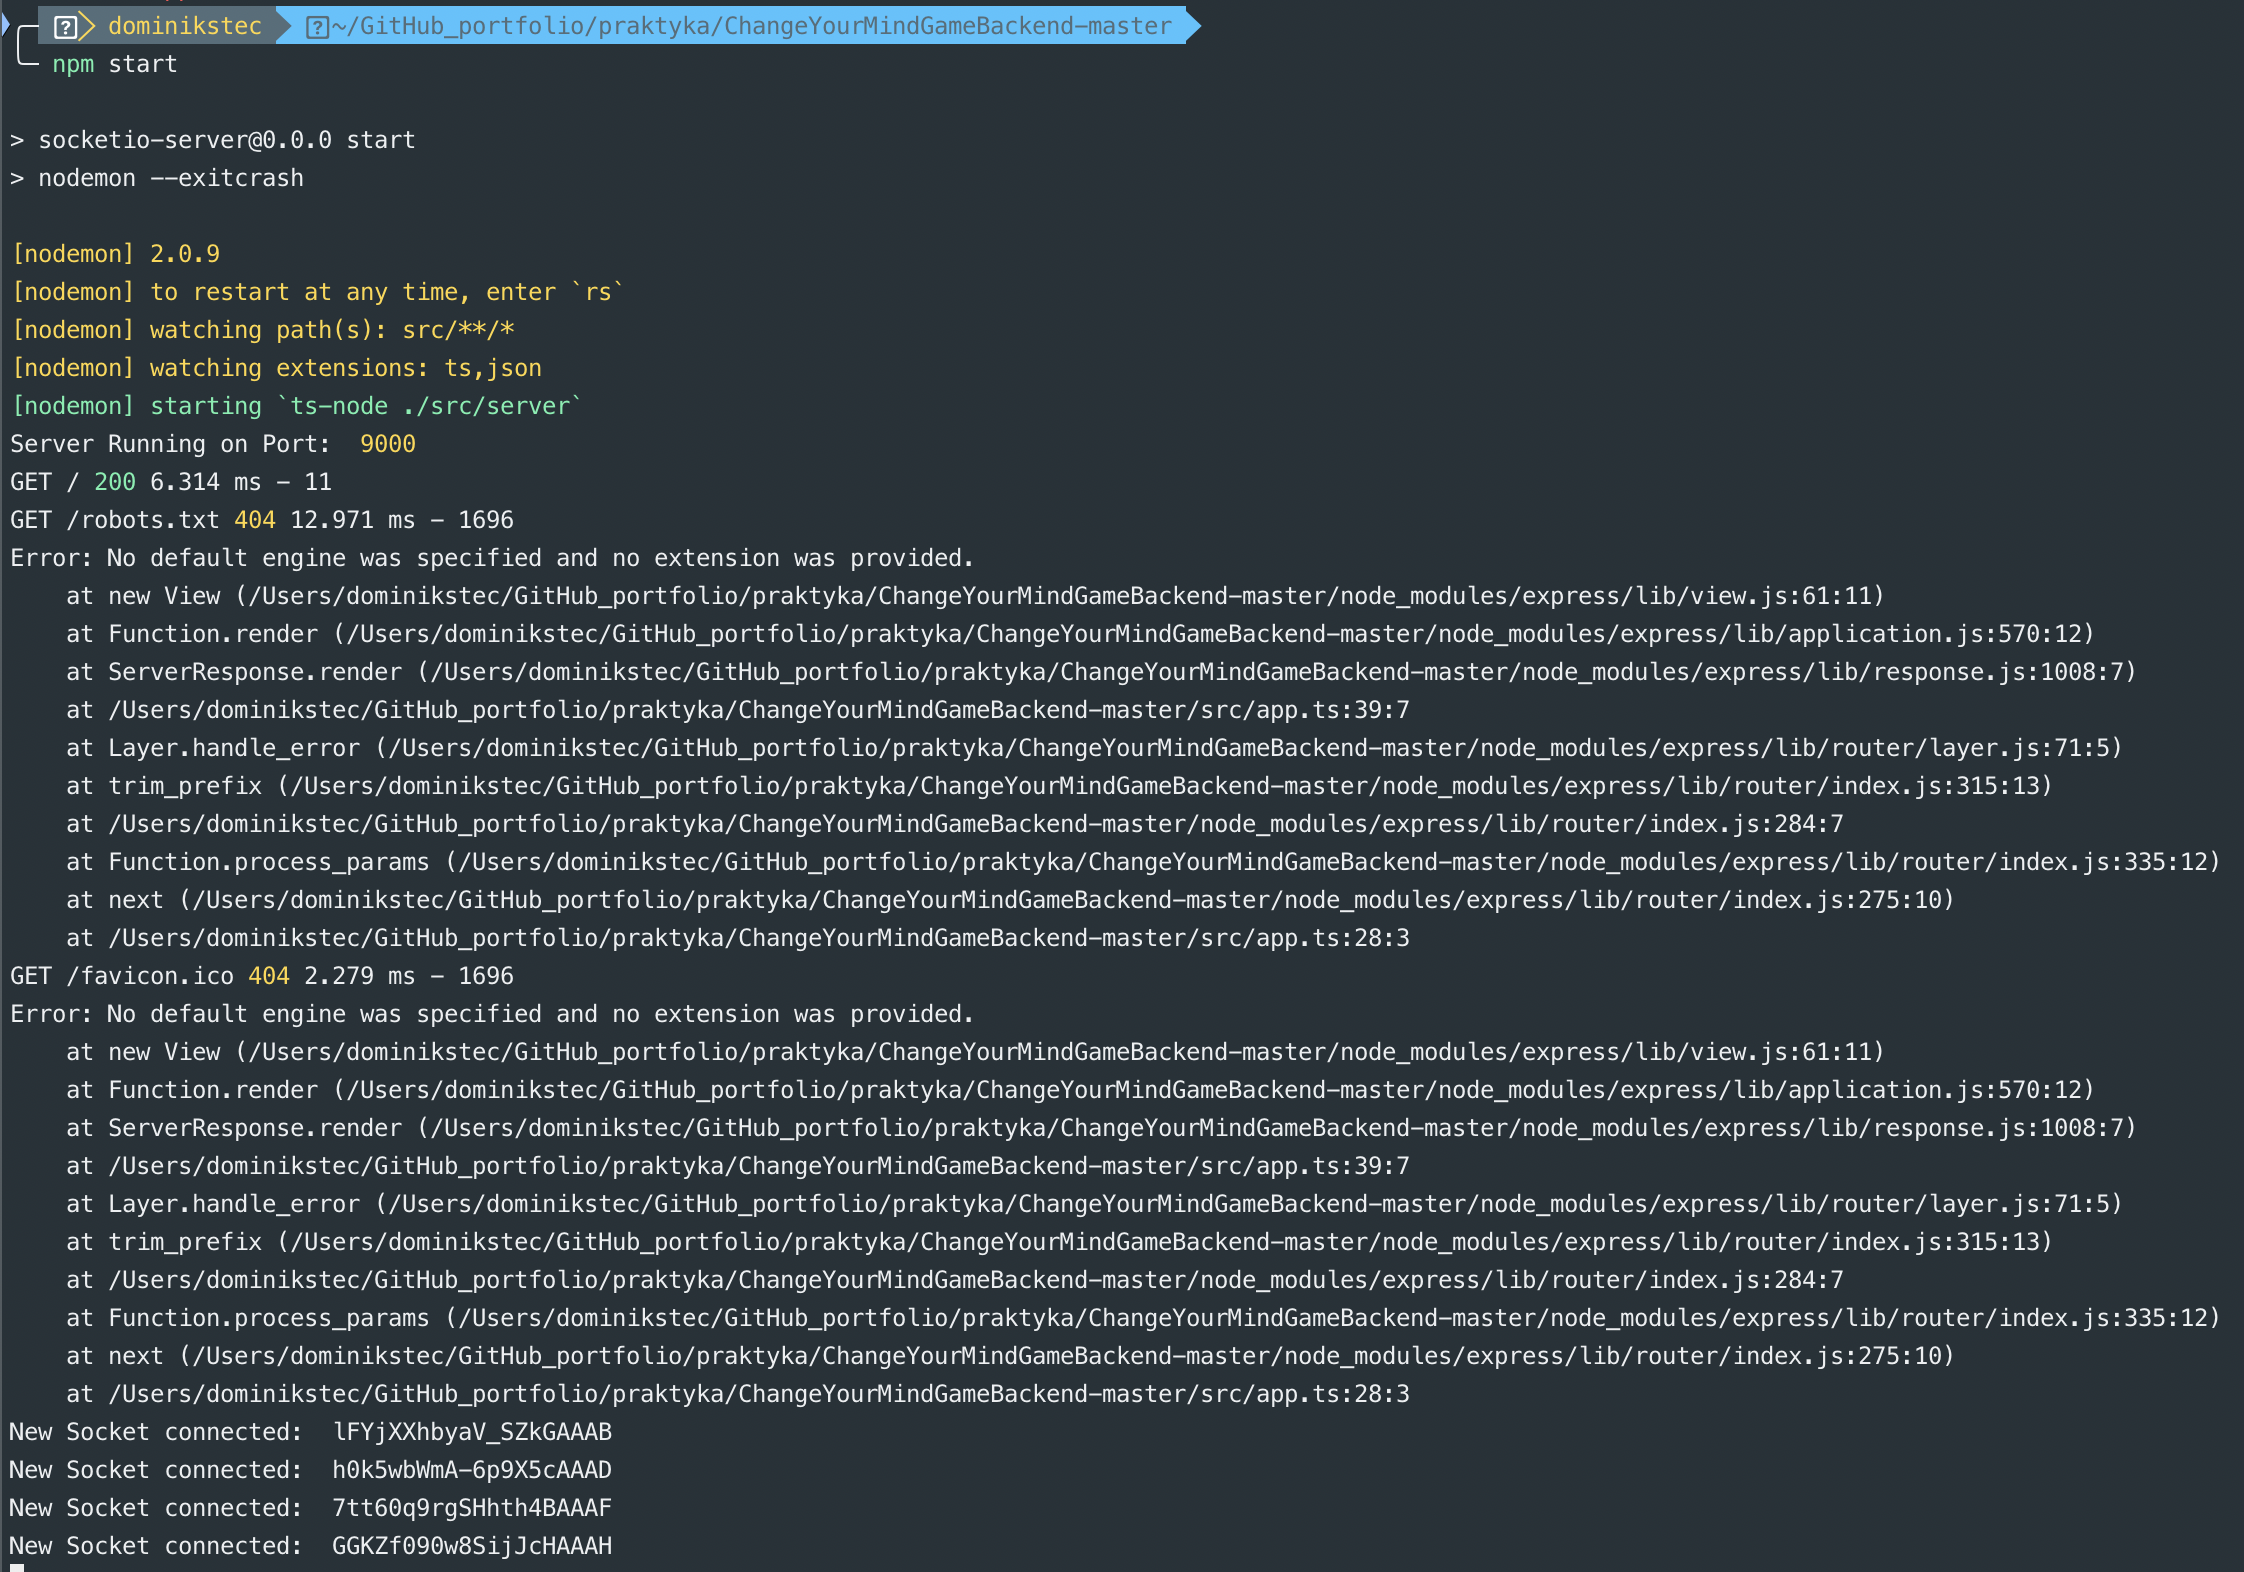 dominikstec ~/GitHub_portfolio/praktyka/ChangeYourMindGameBackend-master
npm start
> socketio-server@0.0.0 start
> nodemon --exitcrash
[nodemon] 2.0.9
[nodemon] to restart at any time, enter `rs`
[nodemon] watching path(s): src/**/*
[nodemon] watching extensions: ts,json
[nodemon] starting `ts-node ./src/server`
Server Running on Port:  9000
GET / 200 6.314 ms - 11
GET /robots.txt 404 12.971 ms - 1696
Error: No default engine was specified and no extension was provided.
    at new View (/Users/dominikstec/GitHub_portfolio/praktyka/ChangeYourMindGameBackend-master/node_modules/express/lib/view.js:61:11)
    at Function.render (/Users/dominikstec/GitHub_portfolio/praktyka/ChangeYourMindGameBackend-master/node_modules/express/lib/application.js:570:12)
    at ServerResponse.render (/Users/dominikstec/GitHub_portfolio/praktyka/ChangeYourMindGameBackend-master/node_modules/express/lib/response.js:1008:7)
    at /Users/dominikstec/GitHub_portfolio/praktyka/ChangeYourMindGameBackend-master/src/app.ts:39:7
    at Layer.handle_error (/Users/dominikstec/GitHub_portfolio/praktyka/ChangeYourMindGameBackend-master/node_modules/express/lib/router/layer.js:71:5)
    at trim_prefix (/Users/dominikstec/GitHub_portfolio/praktyka/ChangeYourMindGameBackend-master/node_modules/express/lib/router/index.js:315:13)
    at /Users/dominikstec/GitHub_portfolio/praktyka/ChangeYourMindGameBackend-master/node_modules/express/lib/router/index.js:284:7
    at Function.process_params (/Users/dominikstec/GitHub_portfolio/praktyka/ChangeYourMindGameBackend-master/node_modules/express/lib/router/index.js:335:12)
    at next (/Users/dominikstec/GitHub_portfolio/praktyka/ChangeYourMindGameBackend-master/node_modules/express/lib/router/index.js:275:10)
    at /Users/dominikstec/GitHub_portfolio/praktyka/ChangeYourMindGameBackend-master/src/app.ts:28:3
GET /favicon.ico 404 2.279 ms - 1696
Error: No default engine was specified and no extension was provided.
    at new View (/Users/dominikstec/GitHub_portfolio/praktyka/ChangeYourMindGameBackend-master/node_modules/express/lib/view.js:61:11)
    at Function.render (/Users/dominikstec/GitHub_portfolio/praktyka/ChangeYourMindGameBackend-master/node_modules/express/lib/application.js:570:12)
    at ServerResponse.render (/Users/dominikstec/GitHub_portfolio/praktyka/ChangeYourMindGameBackend-master/node_modules/express/lib/response.js:1008:7)
    at /Users/dominikstec/GitHub_portfolio/praktyka/ChangeYourMindGameBackend-master/src/app.ts:39:7
    at Layer.handle_error (/Users/dominikstec/GitHub_portfolio/praktyka/ChangeYourMindGameBackend-master/node_modules/express/lib/router/layer.js:71:5)
    at trim_prefix (/Users/dominikstec/GitHub_portfolio/praktyka/ChangeYourMindGameBackend-master/node_modules/express/lib/router/index.js:315:13)
    at /Users/dominikstec/GitHub_portfolio/praktyka/ChangeYourMindGameBackend-master/node_modules/express/lib/router/index.js:284:7
    at Function.process_params (/Users/dominikstec/GitHub_portfolio/praktyka/ChangeYourMindGameBackend-master/node_modules/express/lib/router/index.js:335:12)
    at next (/Users/dominikstec/GitHub_portfolio/praktyka/ChangeYourMindGameBackend-master/node_modules/express/lib/router/index.js:275:10)
    at /Users/dominikstec/GitHub_portfolio/praktyka/ChangeYourMindGameBackend-master/src/app.ts:28:3
New Socket connected:  lFYjXXhbyaV_SZkGAAAB
New Socket connected:  h0k5wbWmA-6p9X5cAAAD
New Socket connected:  7tt60q9rgSHhth4BAAAF
New Socket connected:  GGKZf090w8SijJcHAAAH